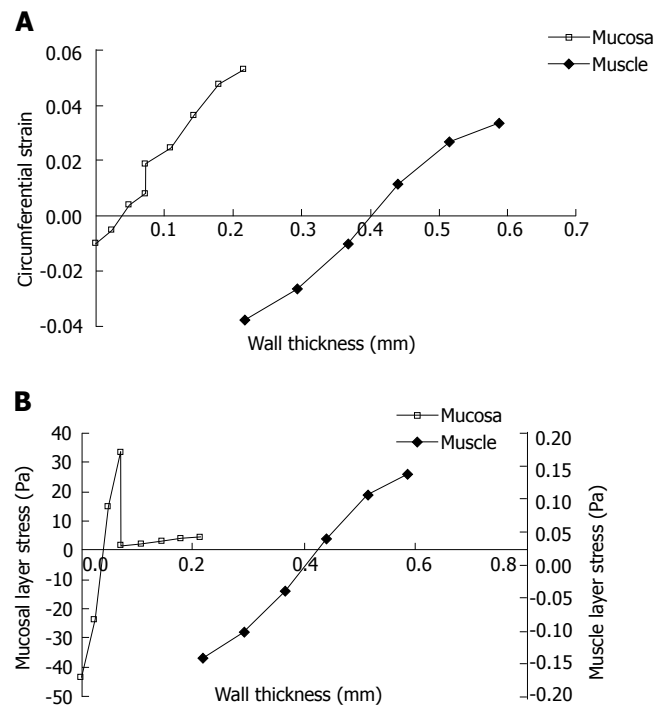 A
Mucosa
Muscle
Circumferential strain
0.06
0.04
0.02
0.00
-0.02
-0.04
0.1 0.2 0.3 0.4 0.5 0.6 0.7
Wall thickness (mm)
B
Mucosa
Muscle
Mucosal layer stress (Pa)
40
30
20
10
0
-10
-20
-30
-40
-50
0.0 0.2 0.4 0.6 0.8
Wall thickness (mm)
0.20
0.15
0.10
0.05
0.00
-0.05
-0.10
-0.15
-0.20
Muscle layer stress (Pa)